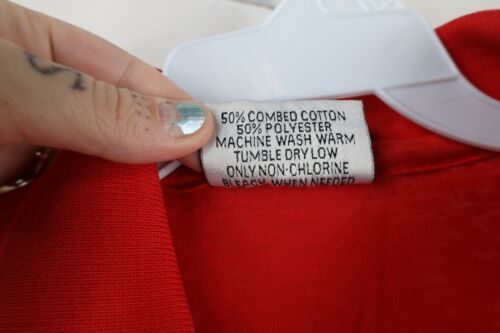 50% COMBED COTTON
50% POLYESTER
MACHINE WASH WARM
TUMBLE DRY LOW
ONLY NON-CHLORINE
BLEACH WHEN NEEDED